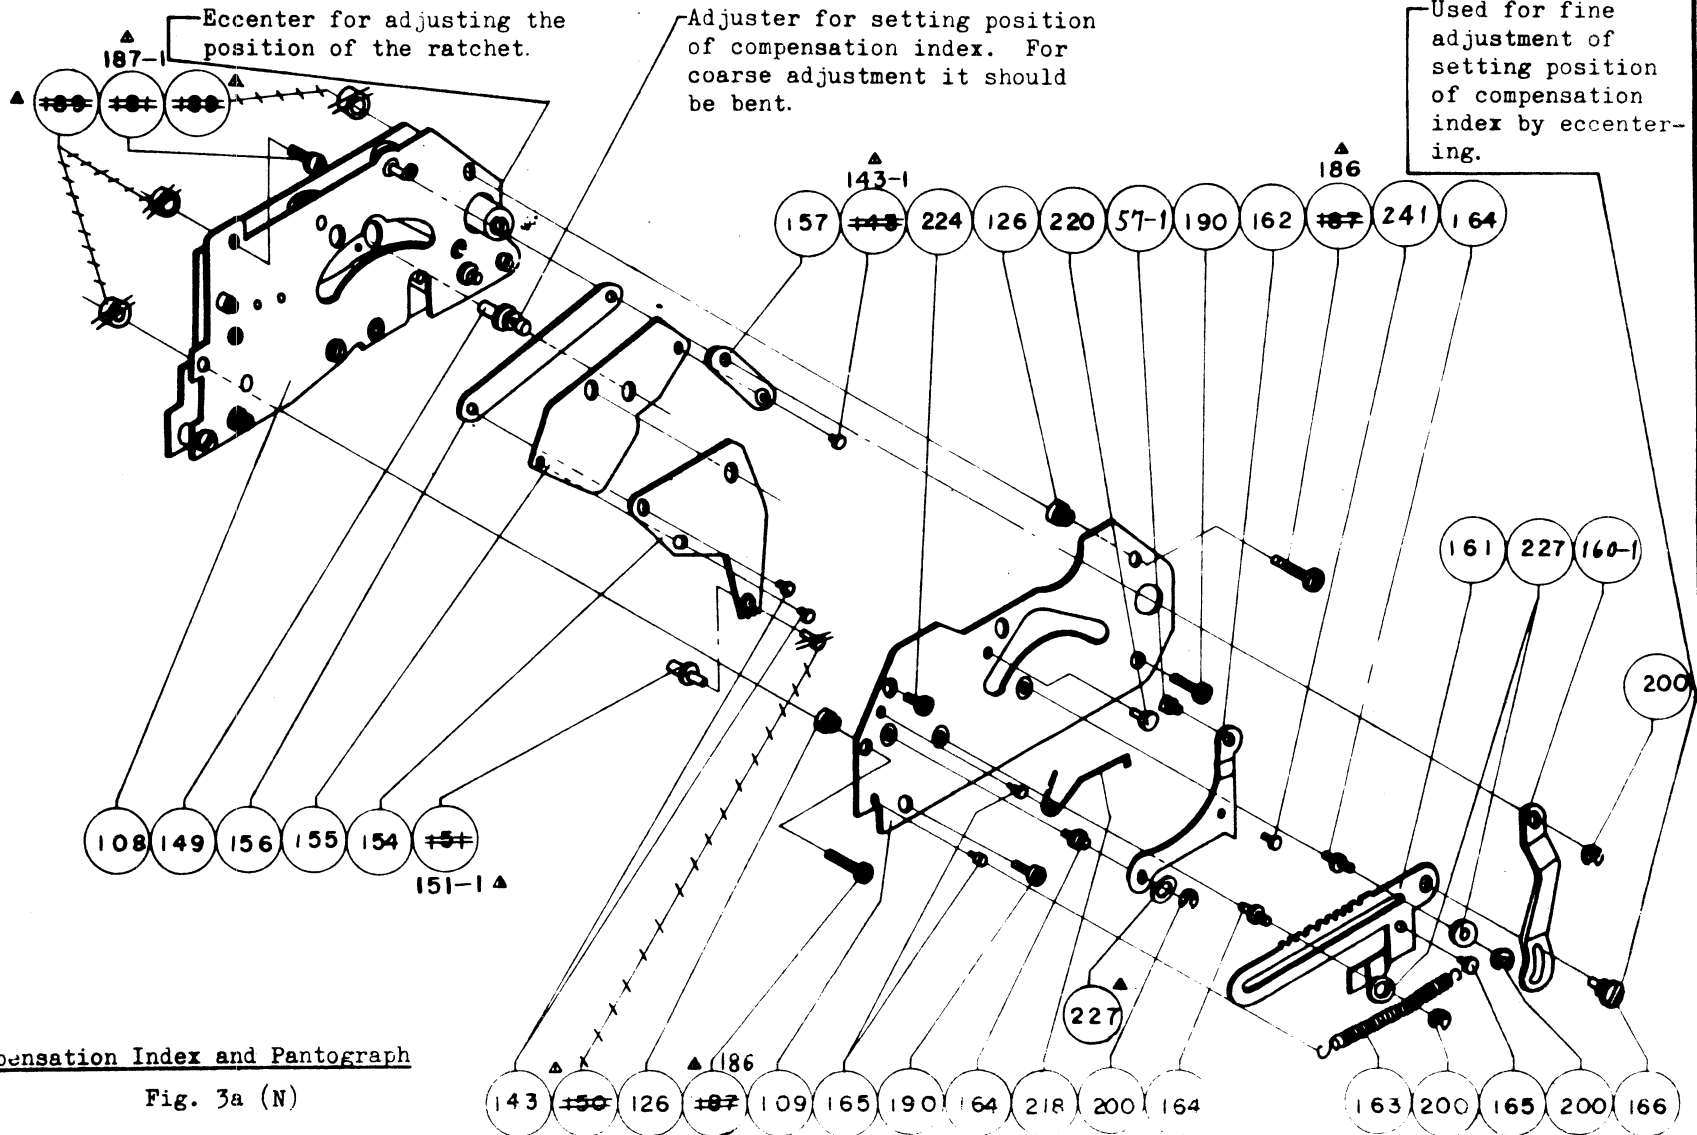 Eccenter for adjusting the
position of the ratchet.
Adjuster for setting position
of compensation index. For
coarse adjustment it should
be bent.
Used for fine
adjustment of
setting position
of compensation
index by eccenter-
ing.
187-1
189 181 189
143-1
186
157 143 224 126 220 57-1 190 162 187 241 164
161 227 160-1
200
108 149 156 155 154 151
151-1
227
186
143 150 126 187 109 165 190 164 218 200 164
163 200 165 200 166
Index and Pantograph
Fig. 3a (N)